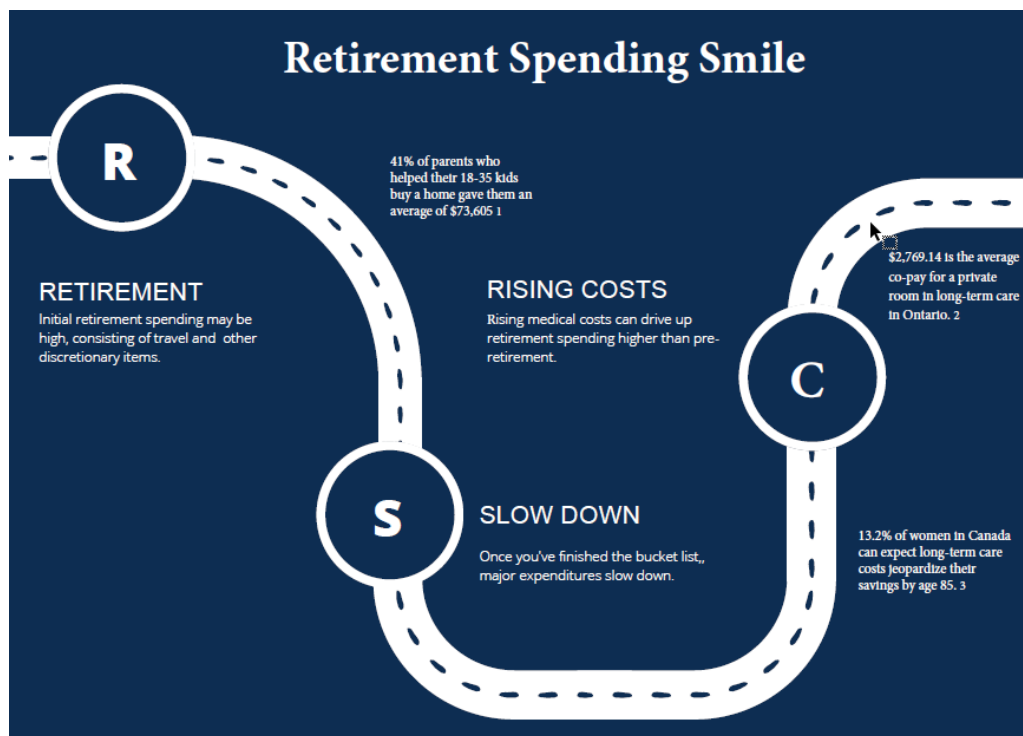 Retirement Spending Smile
R
41% of parents who
helped their 18-35 kids
buy a home gave them an
average of $73,605 1
RETIREMENT
Initial retirement spending may be
high, consisting of travel and  other
discretionary items.
RISING COSTS
Rising medical costs can drive up
retirement spending higher than pre-
retirement.
$2,769.14 is the average
co-pay for a private
room in long-term care
in Ontario. 2
C
S
SLOW DOWN
Once you've finished the bucket list,,
major expenditures slow down.
13.2% of women in Canada
can expect long-term care
costs jeopardize their
savings by age 85. 3